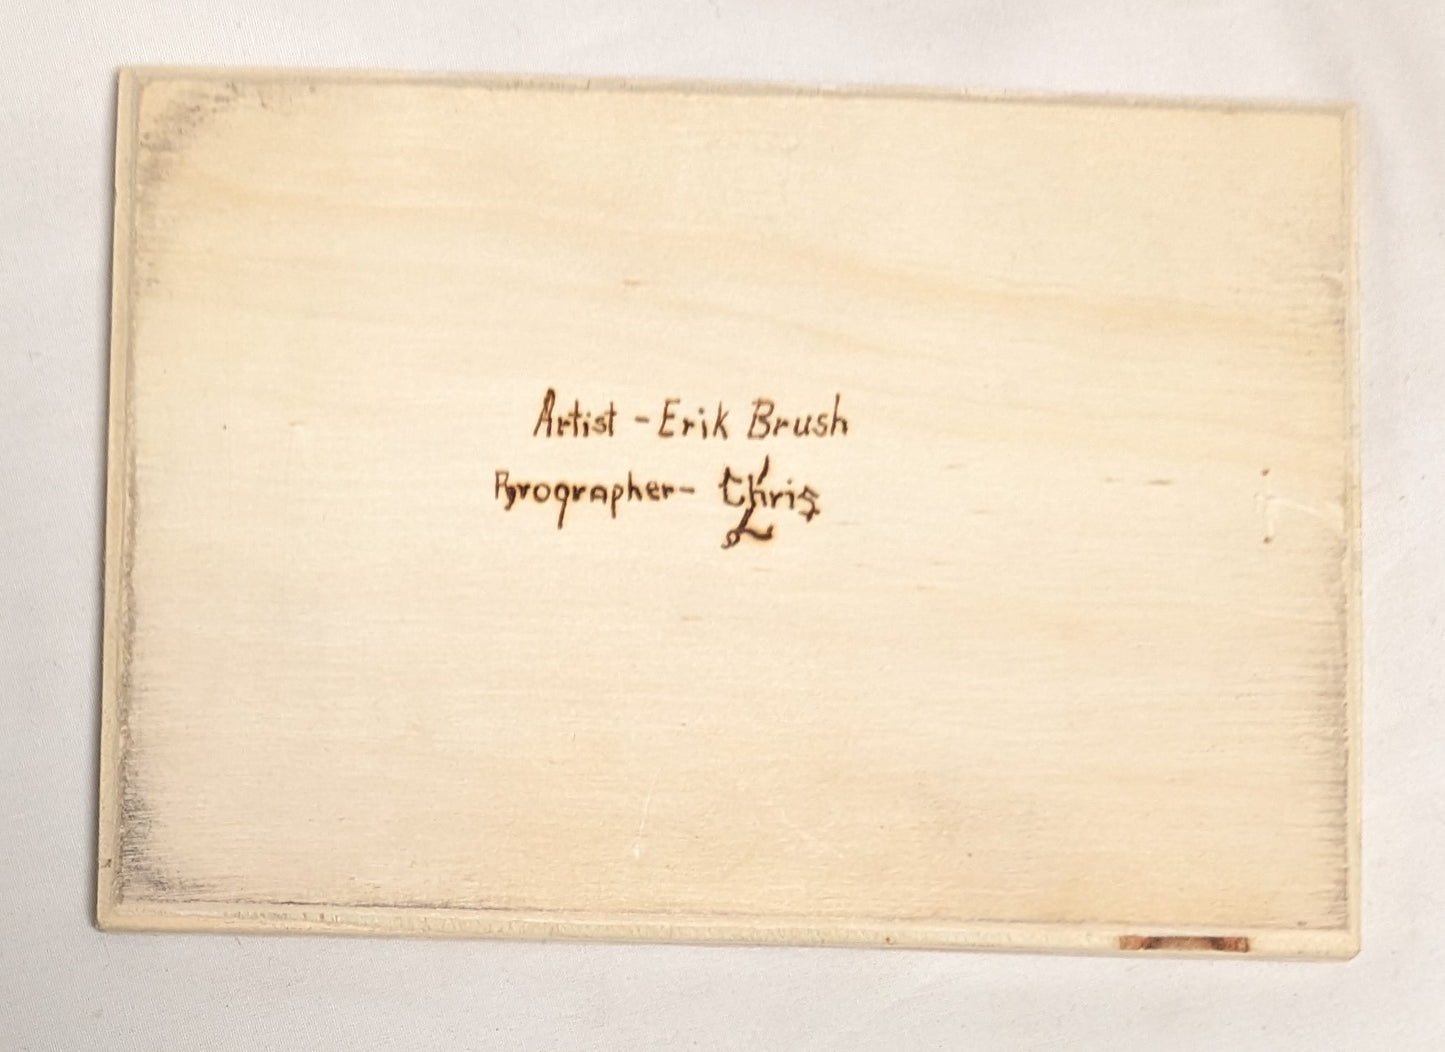 Artist - Erik Brush
Pyrographer - Chris
L